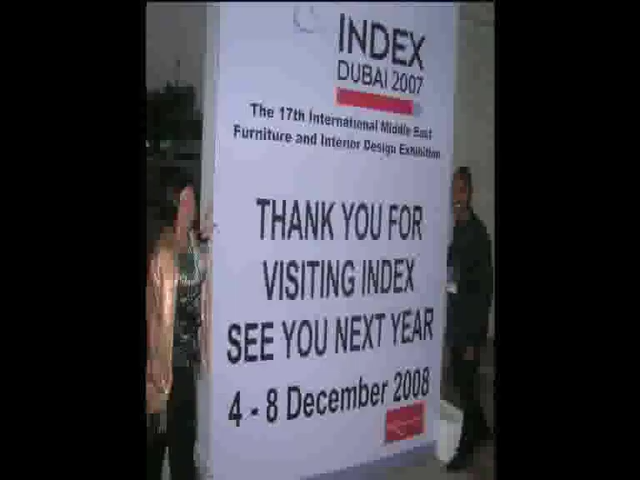 INDEX
DUBAI 2007
The 17th International Middle East
Furniture and Interior Design Exhibition
THANK YOU FOR
VISITING INDEX
SEE YOU NEXT YEAR
4 - 8 December 2008